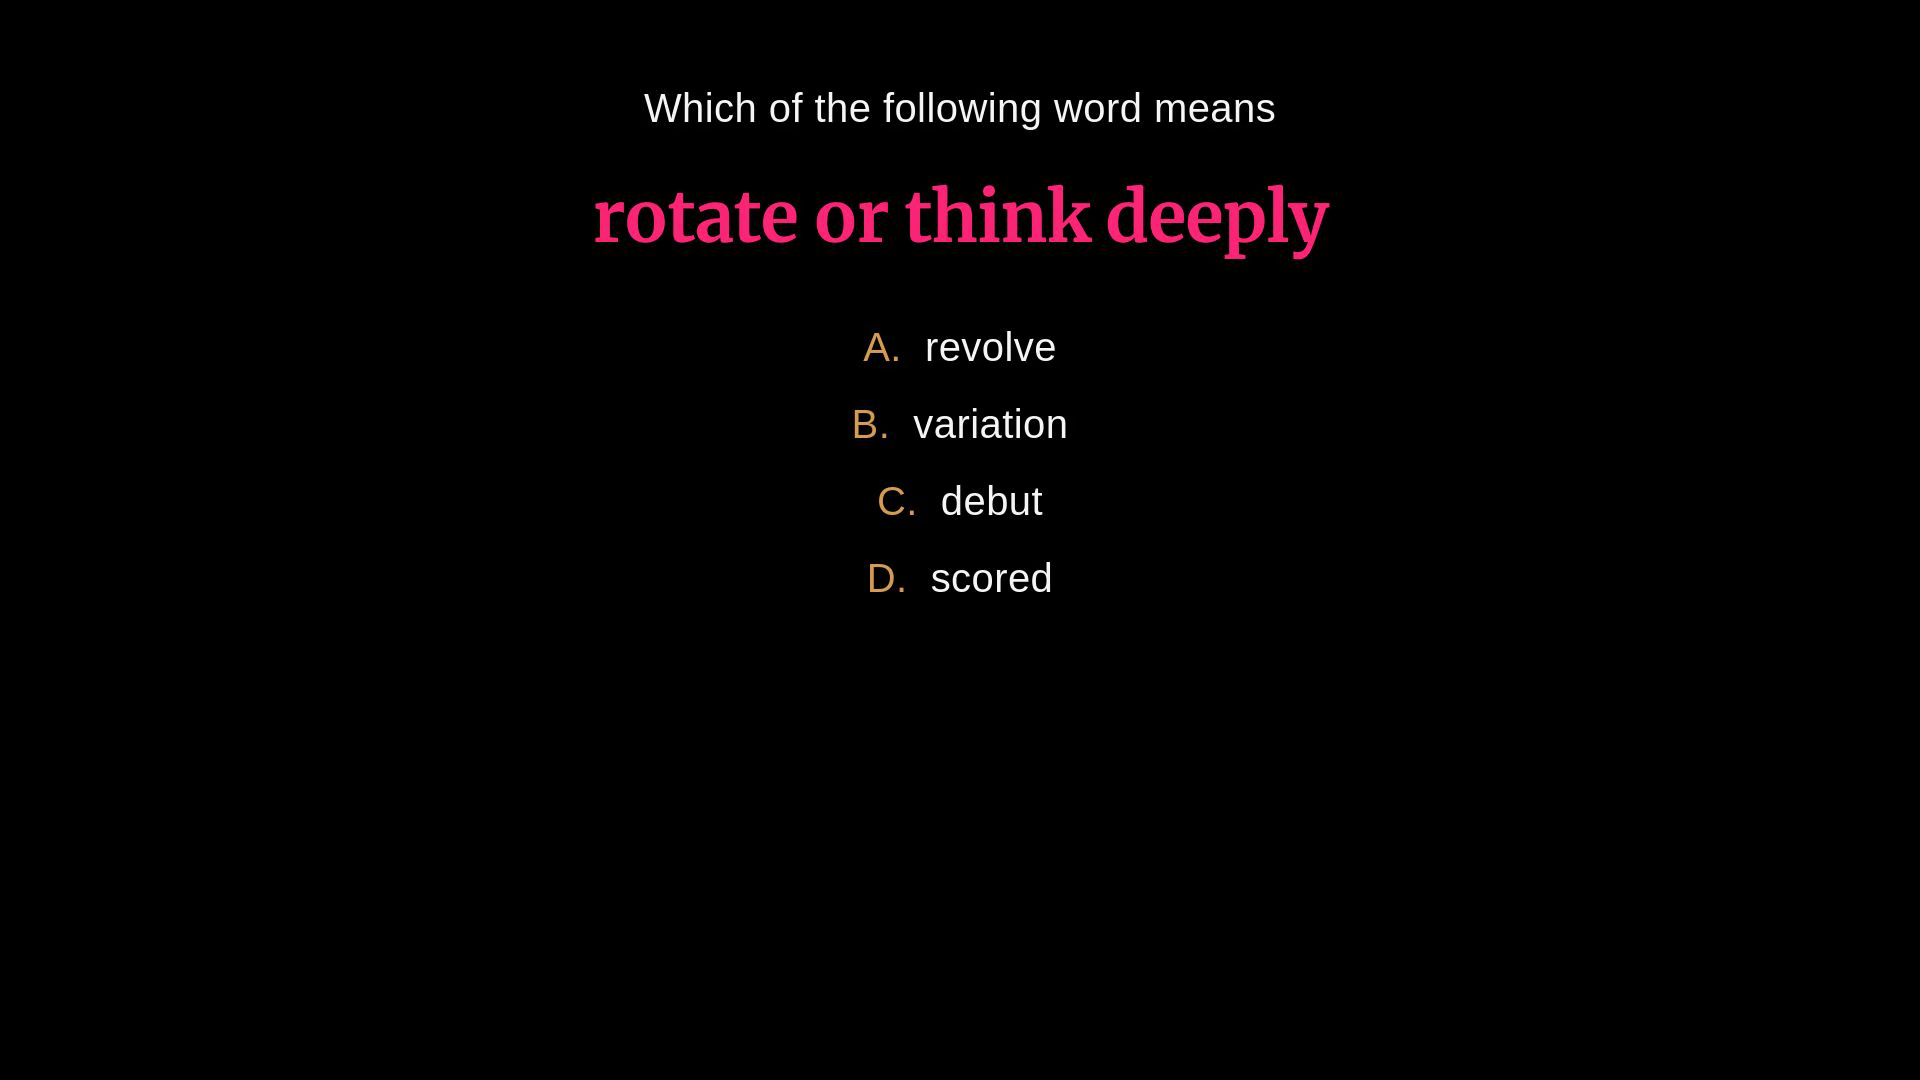 Which of the following word means
rotate or think deeply
A. revolve
B. variation
C. debut
D. scored